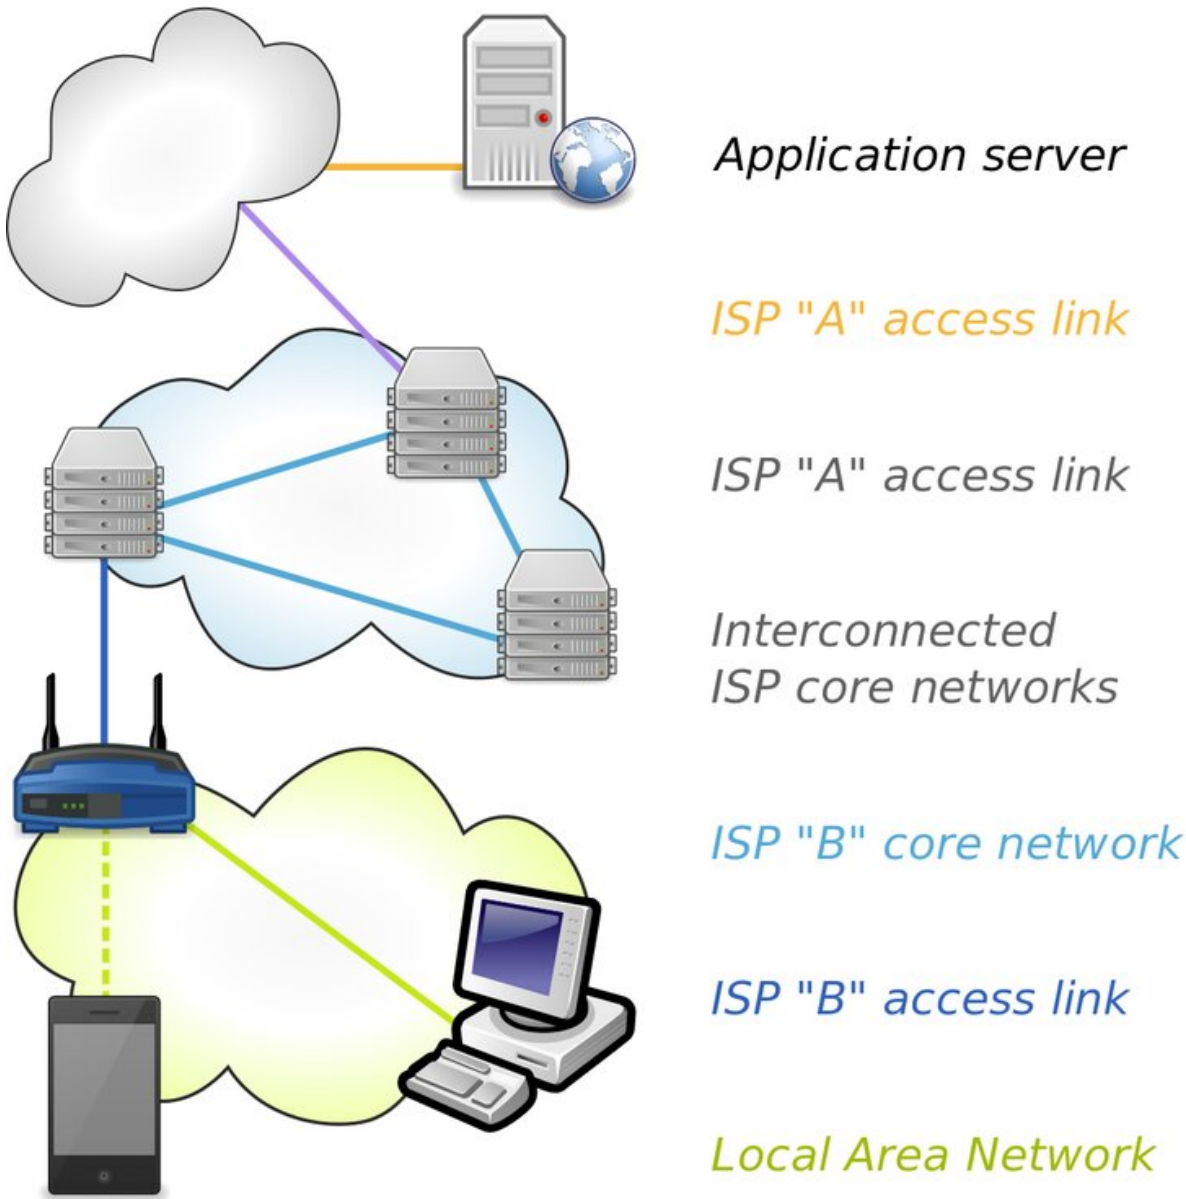 Application server
ISP "A" access link
ISP "A" access link
Interconnected
ISP core networks
ISP "B" core network
ISP "B" access link
Local Area Network